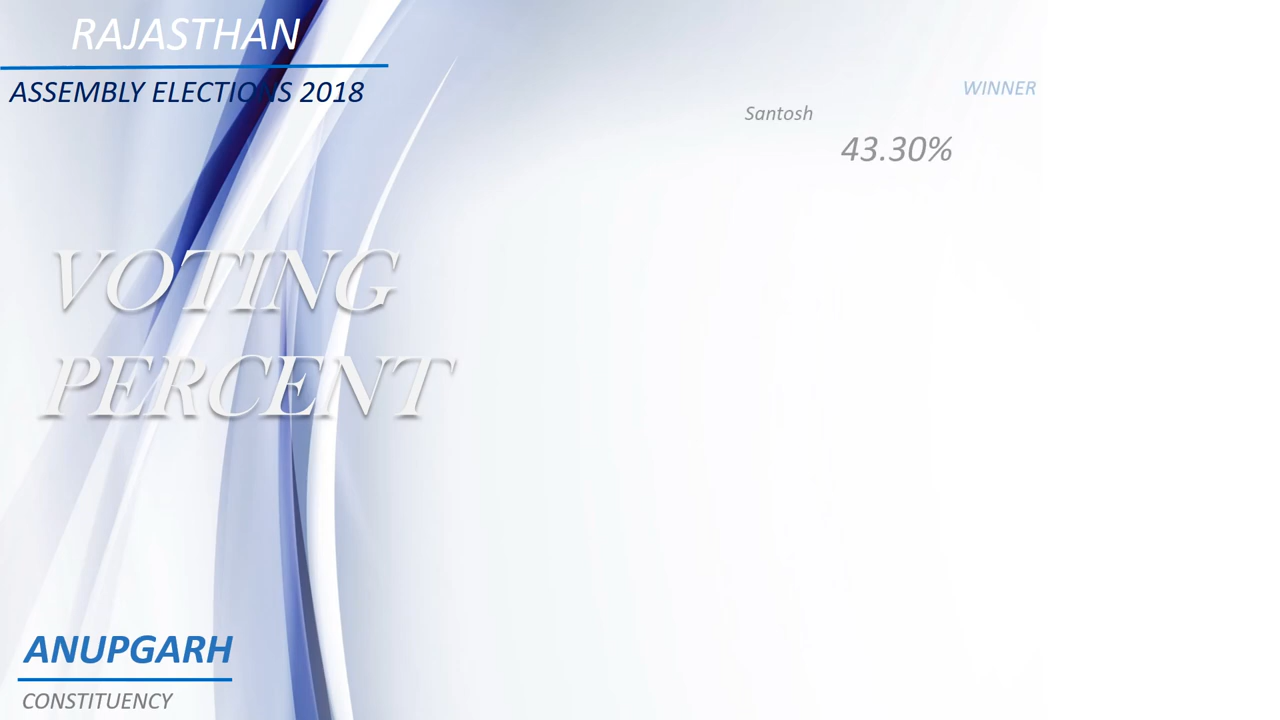 RAJASTHAN
ASSEMBLY ELECTIONS 2018
WINNER
Santosh
43.30%
VOTING
PERCENT
ANUPGARH
CONSTITUENCY